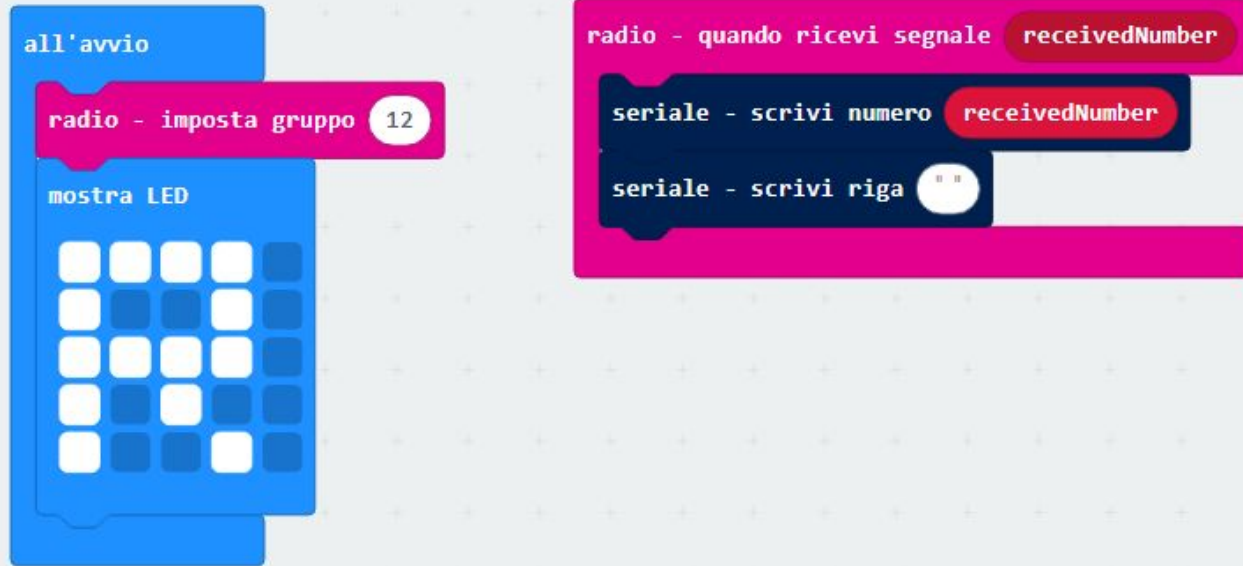 all'avvio
radio - imposta gruppo 12
mostra LED
radio - quando ricevi segnale receivedNumber
seriale - scrivi numero receivedNumber
seriale - scrivi riga " "